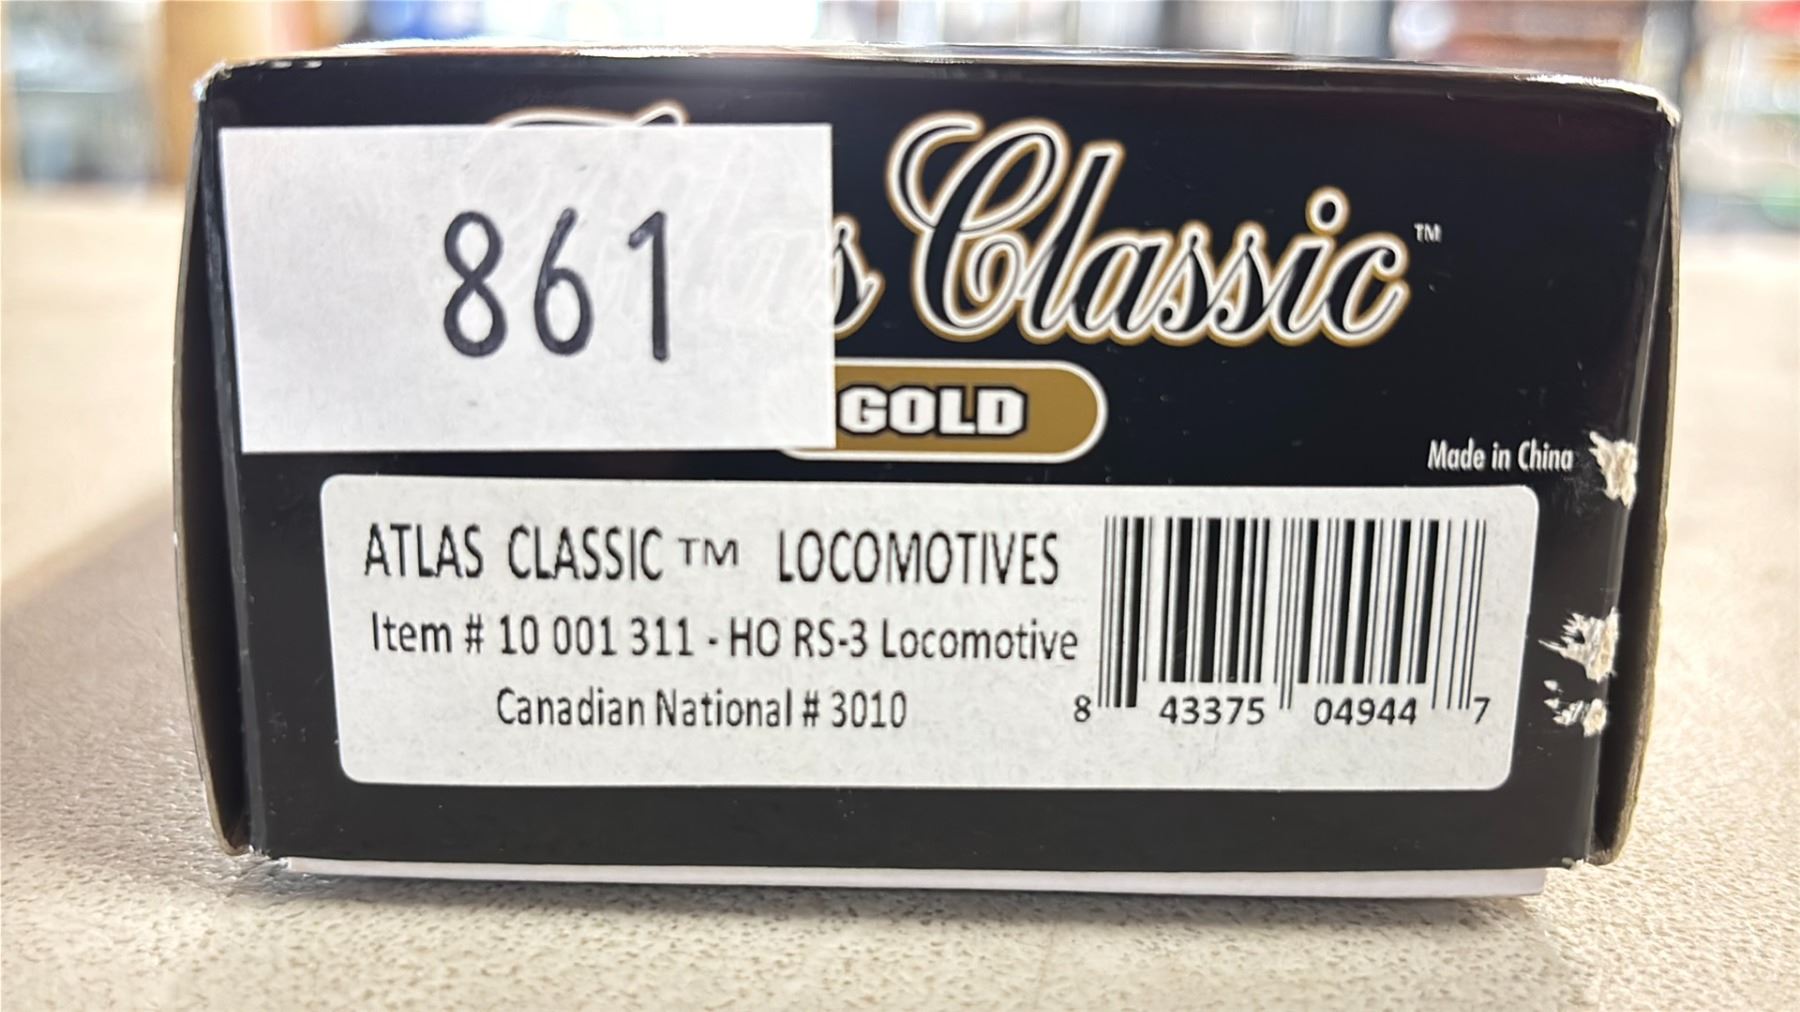 861
Classic™
GOLD
Made in China
ATLAS CLASSIC™ LOCOMOTIVES
Item # 10 001 311 - HO RS-3 Locomotive
Canadian National # 3010
8 43375 04944 7